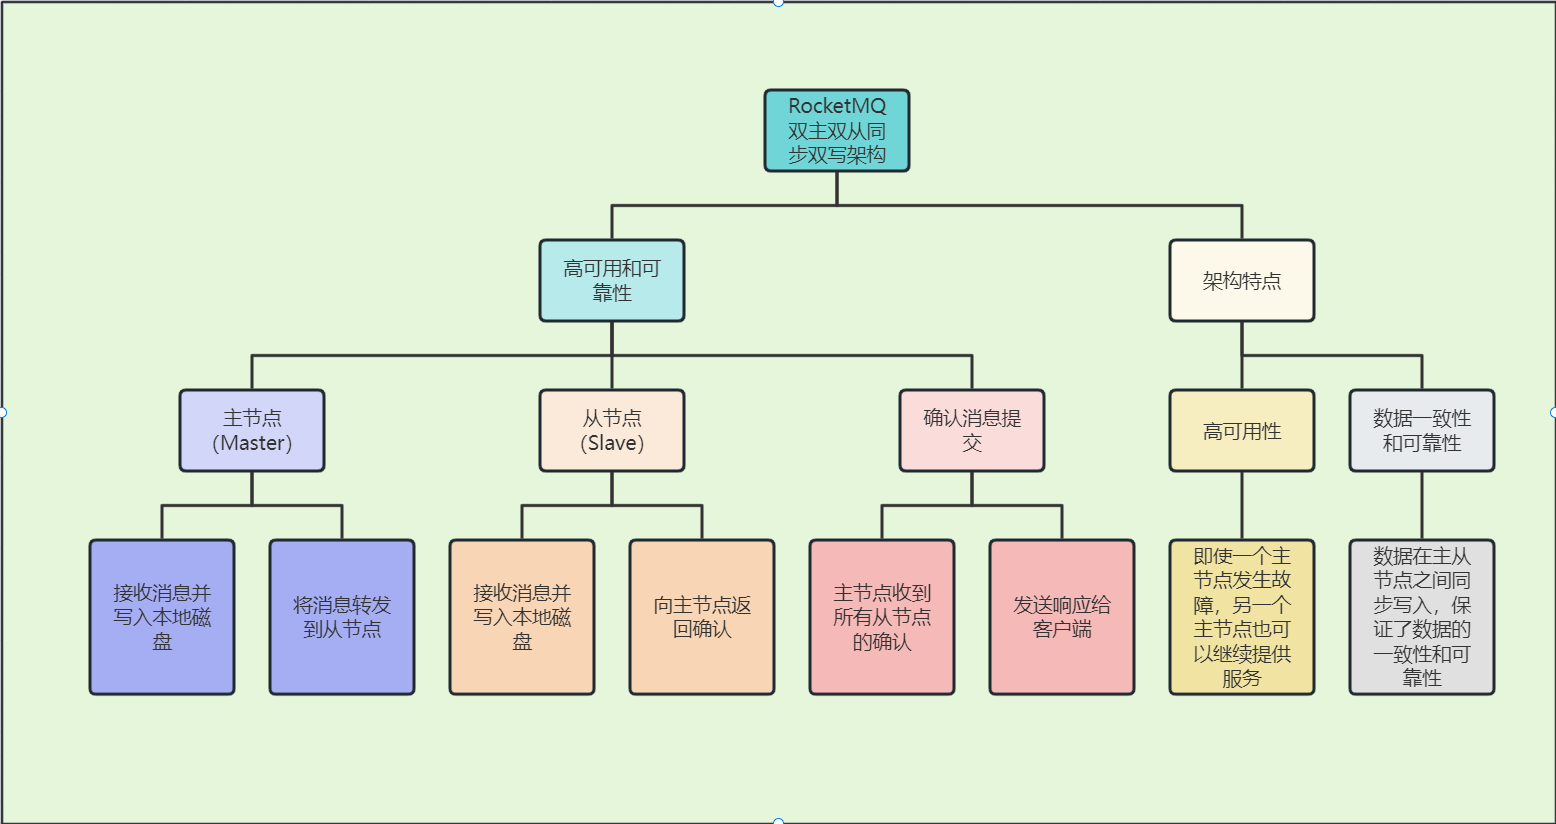 RocketMQ
双主双从同
步双写架构
高可用和可
靠性
架构特点
主节点
（Master）
从节点
（Slave）
确认消息提
交
高可用性
数据一致性
和可靠性
接收消息并
写入本地磁
盘
将消息转发
到从节点
接收消息并
写入本地磁
盘
向主节点返
回确认
主节点收到
所有从节点
的确认
发送响应给
客户端
即使一个主
节点发生故
障，另一个
主节点也可
以继续提供
服务
数据在主从
节点之间同
步写入，保
证了数据的
一致性和可
靠性